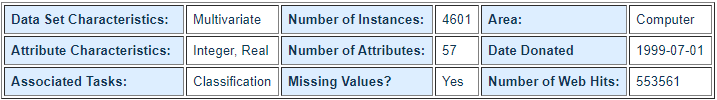 Data Set Characteristics: Multivariate Number of Instances: 4601 Area: Computer
Attribute Characteristics: Integer, Real Number of Attributes: 57 Date Donated 1999-07-01
Associated Tasks: Classification Missing Values? Yes Number of Web Hits: 553561